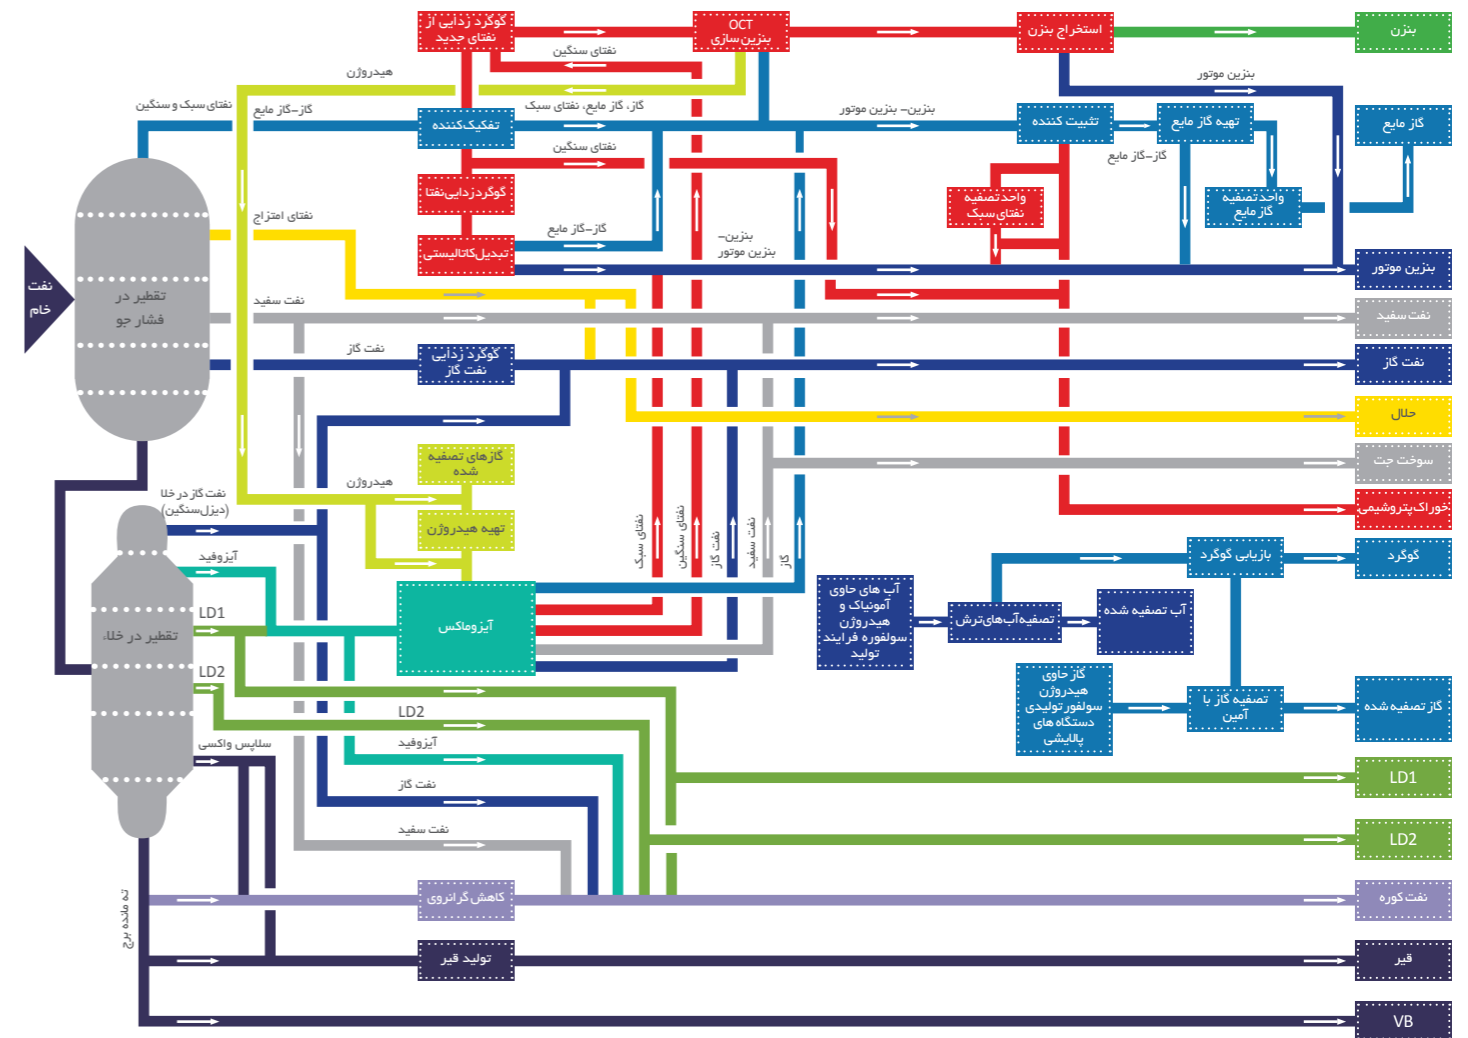 گوگرد زدایی از
نفتای جدید
OCT
بنزین سازی
استخراج بنزن
بنزن
نفتای سنگین
هیدروژن
بنزین موتور
نفتای سبک و سنگین
گاز-گاز مایع
تفکیک‌کننده
گاز، گاز مایع، نفتای سبک
بنزین- بنزین موتور
تثبیت کننده
تهیه گاز مایع
گاز مایع
نفتای سنگین
گاز-گاز مایع
گوگردزدایی‌نفتا
واحدتصفیه
نفتای‌سبک
واحدتصفیه
گازمایع
نفتای امتزاج
گاز-گاز مایع
تبدیل‌کاتالیستی
بنزین-
بنزین موتور
بنزین موتور
نفت
خام
تقطیر در
فشار جو
نفت سفید
نفت سفید
نفت گاز
گوگرد زدایی
نفت گاز
نفت گاز
حلال
گازهای تصفیه
شده
سوخت جت
هیدروژن
نفت گاز در خلا
(دیزل‌سنگین)
خوراک‌پتروشیمی
تهیه هیدروژن
نفتای سبک
نفتای سنگین
نفت گاز
نفت سفید
گاز
آیزوفید
بازیابی گوگرد
گوگرد
LD1
تقطیر در خلاء
آیزوماکس
آب های حاوی
آمونیاک و
هیدروژن
سولفوره فرایند
تولید
تصفیه‌آب‌های‌ترش
آب تصفیه شده
LD2
گاز حاوی
هیدروژن
سولفور تولیدی
دستگاه های
پالایشی
تصفیه گاز با
آمین
گاز تصفیه شده
LD2
سلاپس واکسی
آیزوفید
LD1
نفت گاز
نفت سفید
LD2
ته مانده برج
کاهش گرانروی
نفت کوره
تولید قیر
قیر
VB